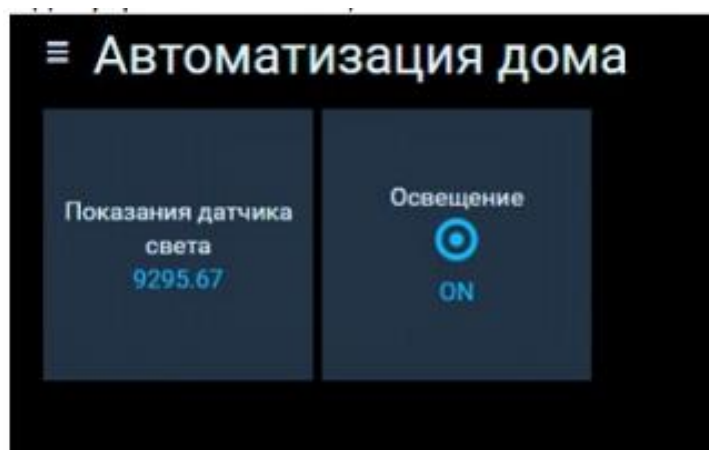 Автоматизация дома
Показания датчика
света
9295.67
Освещение
ON